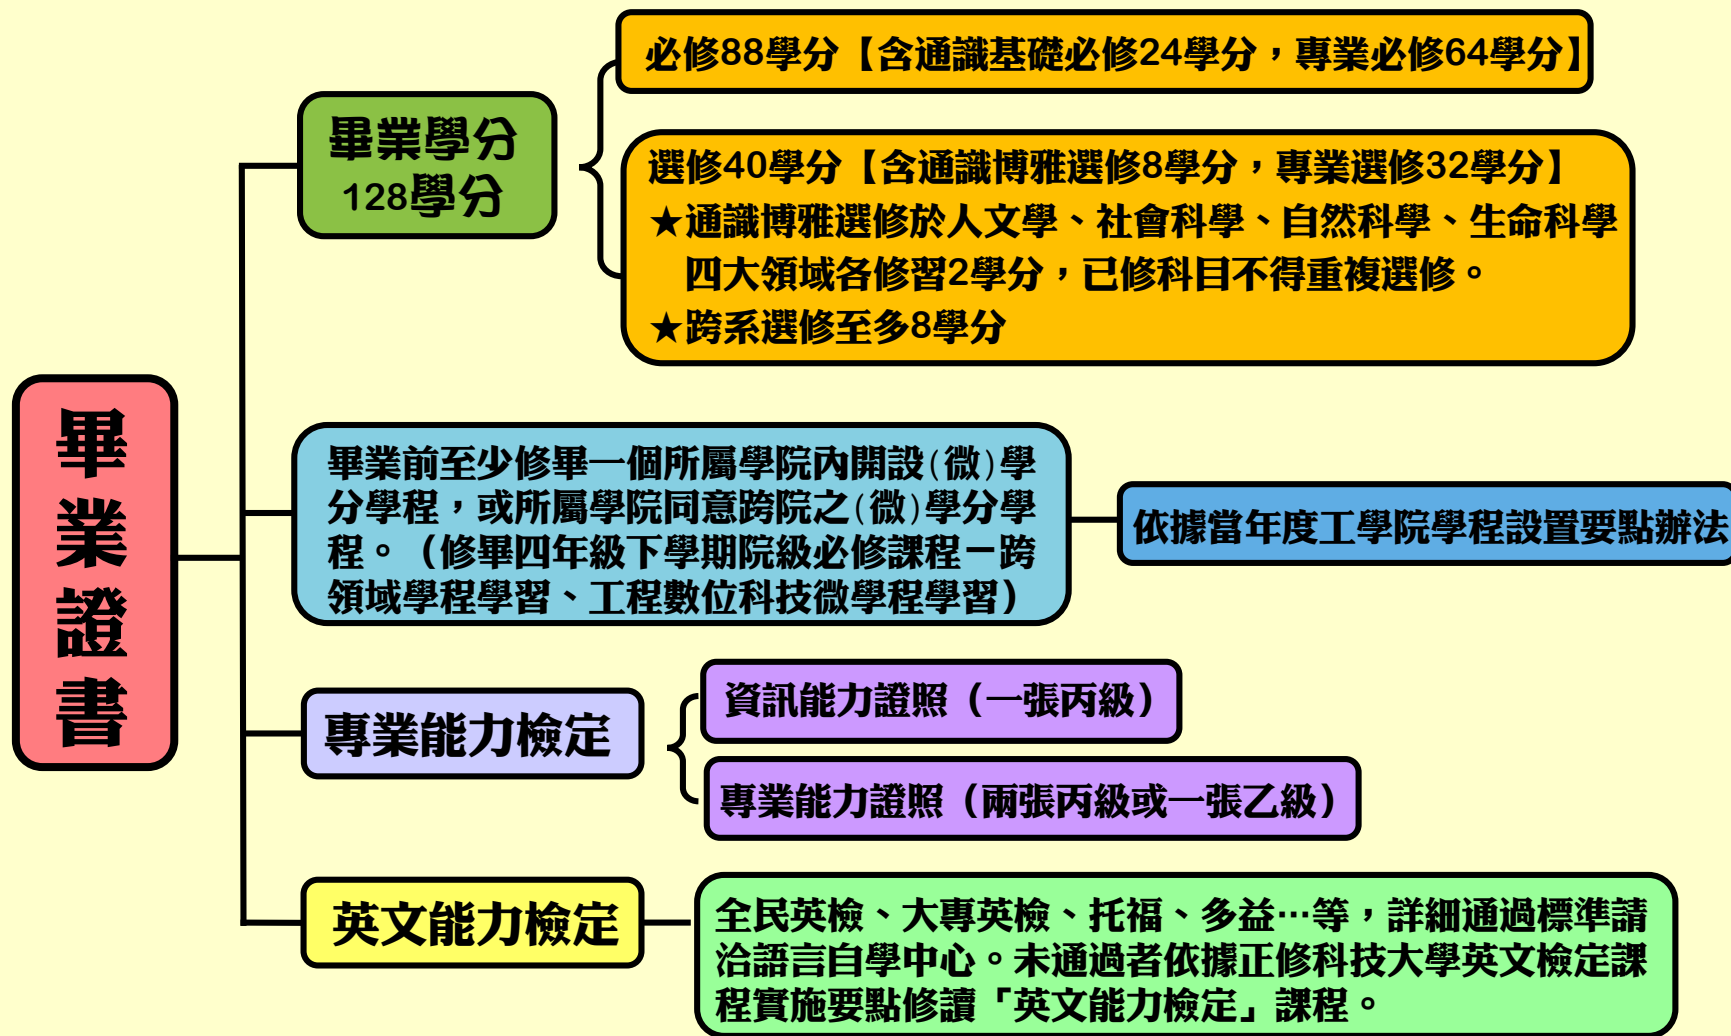 畢業證書
畢業學分
128學分
必修88學分【含通識基礎必修24學分，專業必修64學分】
選修40學分【含通識博雅選修8學分，專業選修32學分】
★通識博雅選修於人文學、社會科學、自然科學、生命科學
四大領域各修習2學分，已修科目不得重複選修。
★跨系選修至多8學分
畢業前至少修畢一個所屬學院內開設(微)學
分學程，或所屬學院同意跨院之(微)學分學
程。（修畢四年級下學期院級必修課程－跨
領域學程學習、工程數位科技微學程學習）
依據當年度工學院學程設置要點辦法
專業能力檢定
資訊能力證照（一張丙級）
專業能力證照（兩張丙級或一張乙級）
英文能力檢定
全民英檢、大專英檢、托福、多益…等，詳細通過標準請
洽語言自學中心。未通過者依據正修科技大學英文檢定課
程實施要點修讀「英文能力檢定」課程。